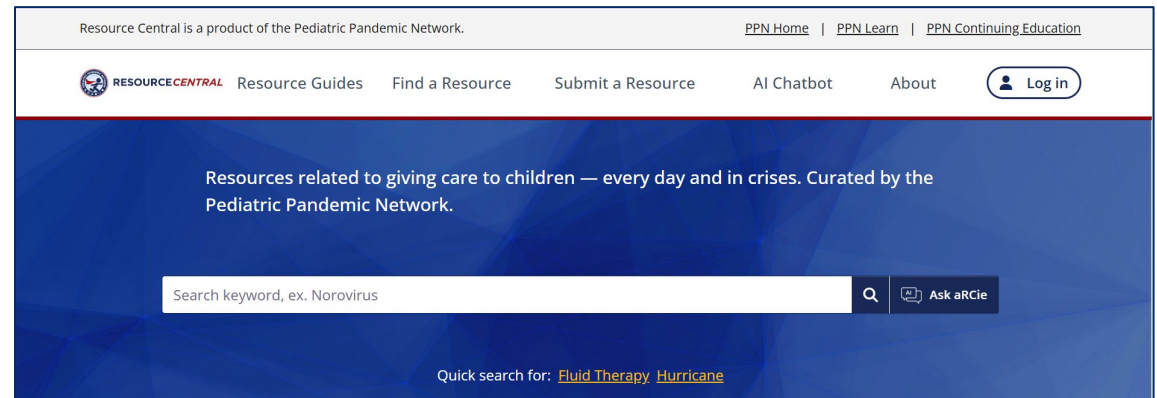 Resource Central is a product of the Pediatric Pandemic Network. PPN Home | PPN Learn | PPN Continuing Education
RESOURCECENTRAL Resource Guides Find a Resource Submit a Resource AI Chatbot About Log in
Resources related to giving care to children — every day and in crises. Curated by the
Pediatric Pandemic Network.
Search keyword, ex. Norovirus AI Ask aRCie
Quick search for: Fluid Therapy Hurricane